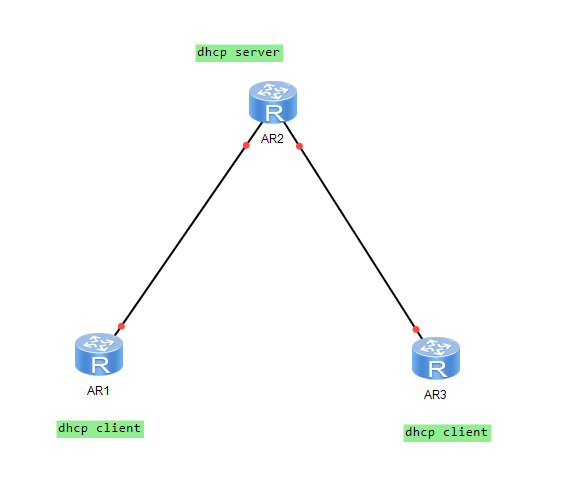 dhcp server
R
AR2
R
AR1
R
AR3
dhcp client
dhcp client